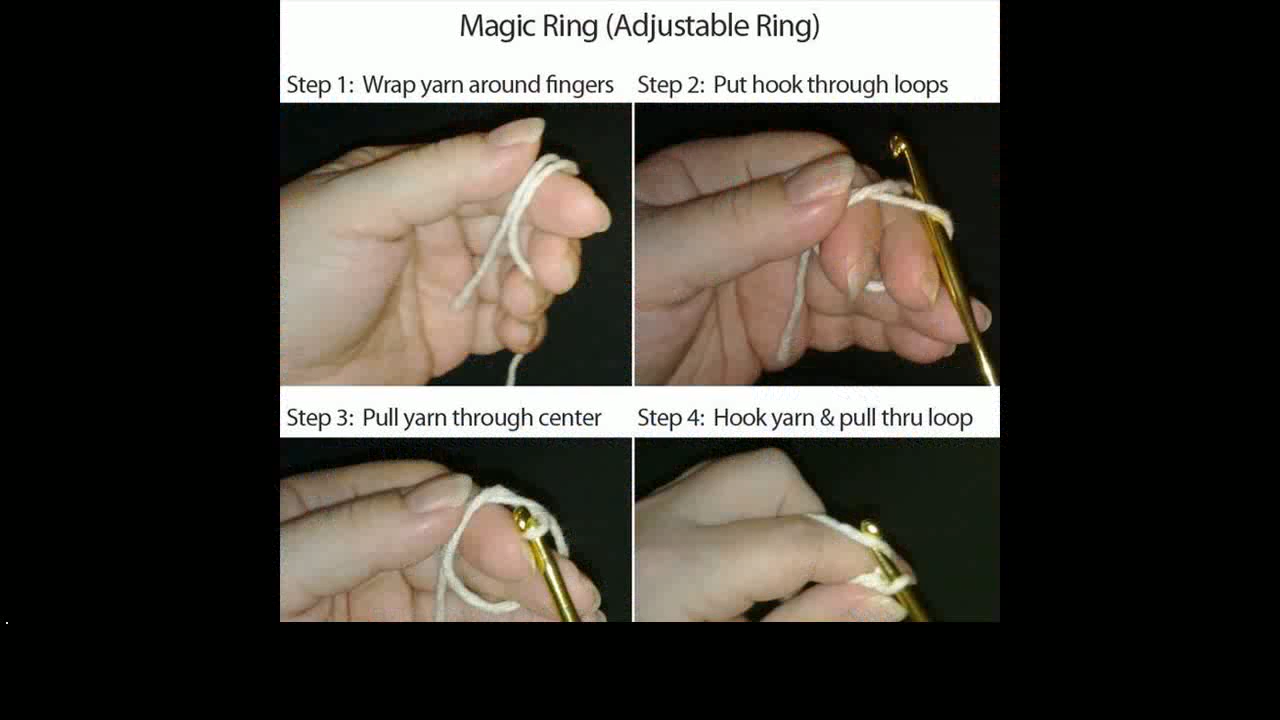 Magic Ring (Adjustable Ring)
Step 1: Wrap yarn around fingers
Step 2: Put hook through loops
Step 3: Pull yarn through center
Step 4: Hook yarn & pull thru loop